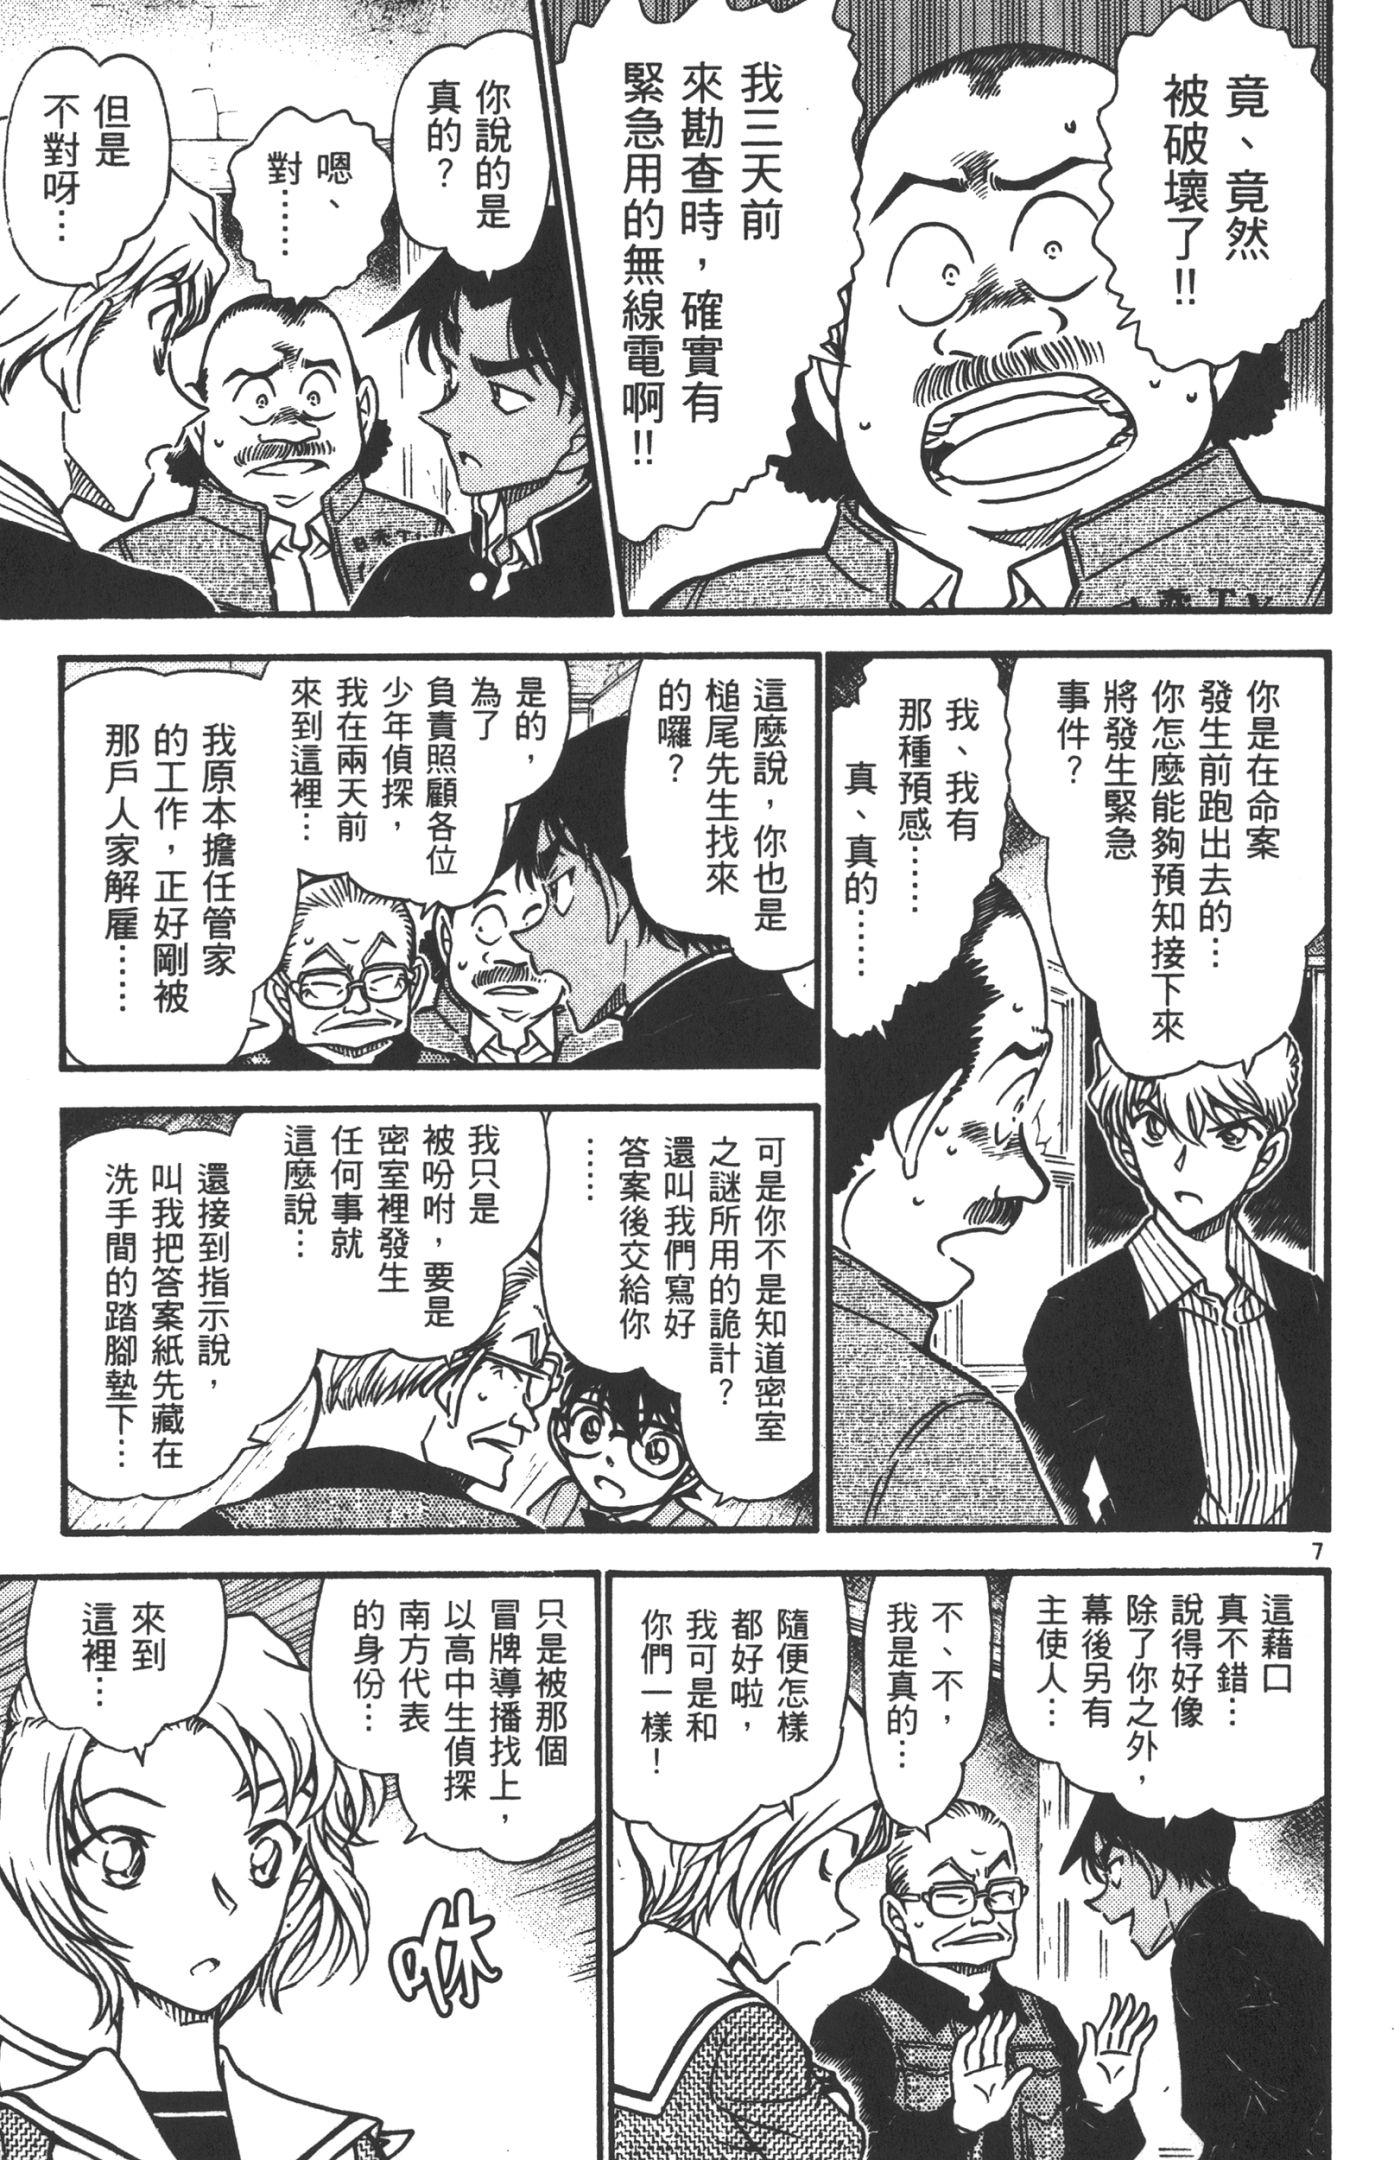 竟、竟然
被破壞了!!
我三天前
來勘查時，確實有
緊急用的無線電啊!!
你說的是
真的？
嗯、
對……
但是
不對呀…
你是在命案
發生前跑出去的…
你怎麼能夠預知接下來
將發生緊急
事件？
我、我有
那種預感……
真、真的……
這麼說，你也是
槌尾先生找來
的囉？
是的，
為了
負責照顧各位
少年偵探，
我在兩天前
來到這裡…
我原本擔任管家
的工作，正好剛被
那戶人家解雇……
可是你不是知道密室
之謎所用的詭計？
還叫我們寫好
答案後交給你
……
我只是
被吩咐，要是
密室裡發生
任何事就
這麼說…
還接到指示說，
叫我把答案紙先藏在
洗手間的踏腳墊下…
7
這藉口
真不錯…
說得好像
除了你之外，
幕後另有
主使人…
不、不，
我是真的…
隨便怎樣
都好啦，
我可是和
你們一樣！
只是被那個
冒牌導播找上，
以高中生偵探
南方代表
的身份…
來到
這裡…
咻